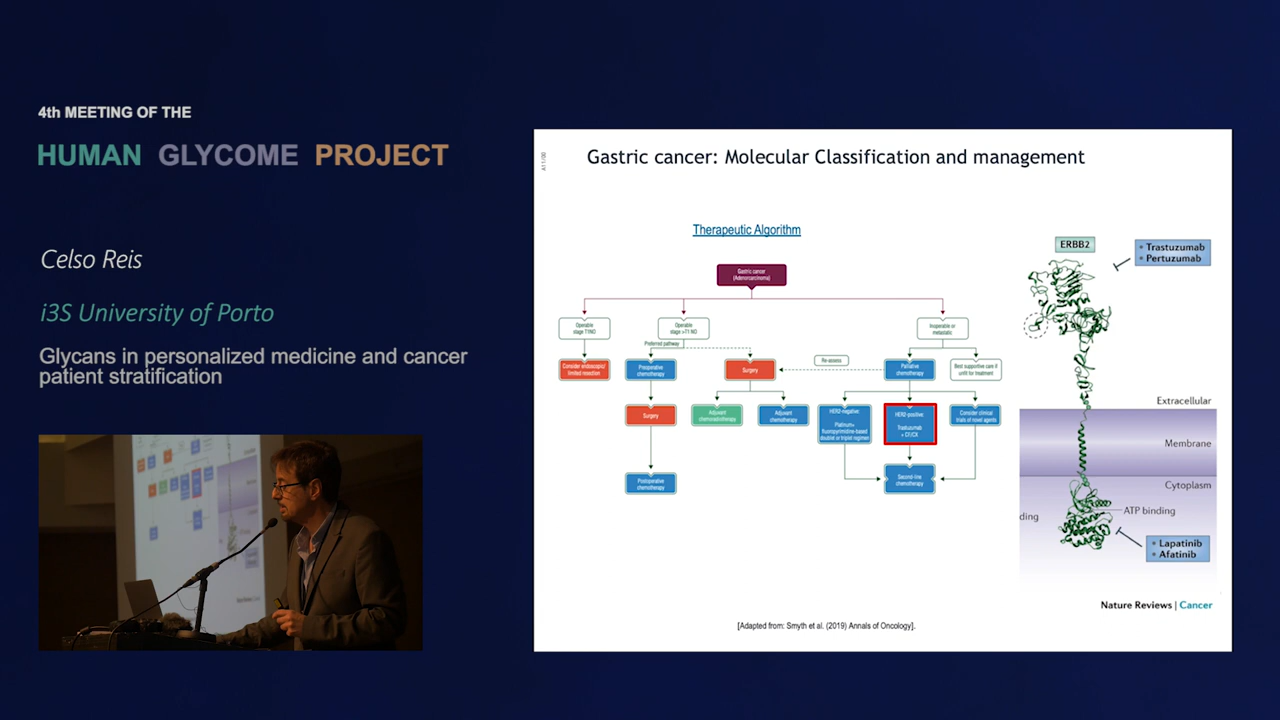 4th MEETING OF THE
HUMAN GLYCOME PROJECT
Celso Reis
i3S University of Porto
Glycans in personalized medicine and cancer
patient stratification
Gastric cancer: Molecular Classification and management
Therapeutic Algorithm
Gastric cancer
(Adenocarcinoma)
Operable
stage T1N0
Operable
stage >T1 N0
Inoperable or
metastatic
Preferred pathway
Consider endoscopic/
limited resection
Preoperative
chemotherapy
Surgery
Re-assess
Palliative
chemotherapy
Best supportive care if
unfit for treatment
Surgery
Adjuvant
chemoradiotherapy
Adjuvant
chemotherapy
HER2-negative:
Platinum+
fluoropyrimidine-based
doublet or triplet regimen
HER2-positive:
Trastuzumab
+ CF/CX
Consider clinical
trials of novel agents
Postoperative
chemotherapy
Second-line
chemotherapy
ERBB2
• Trastuzumab
• Pertuzumab
Extracellular
Membrane
Cytoplasm
ding
ATP binding
• Lapatinib
• Afatinib
Nature Reviews | Cancer
[Adapted from: Smyth et al. (2019) Annals of Oncology].